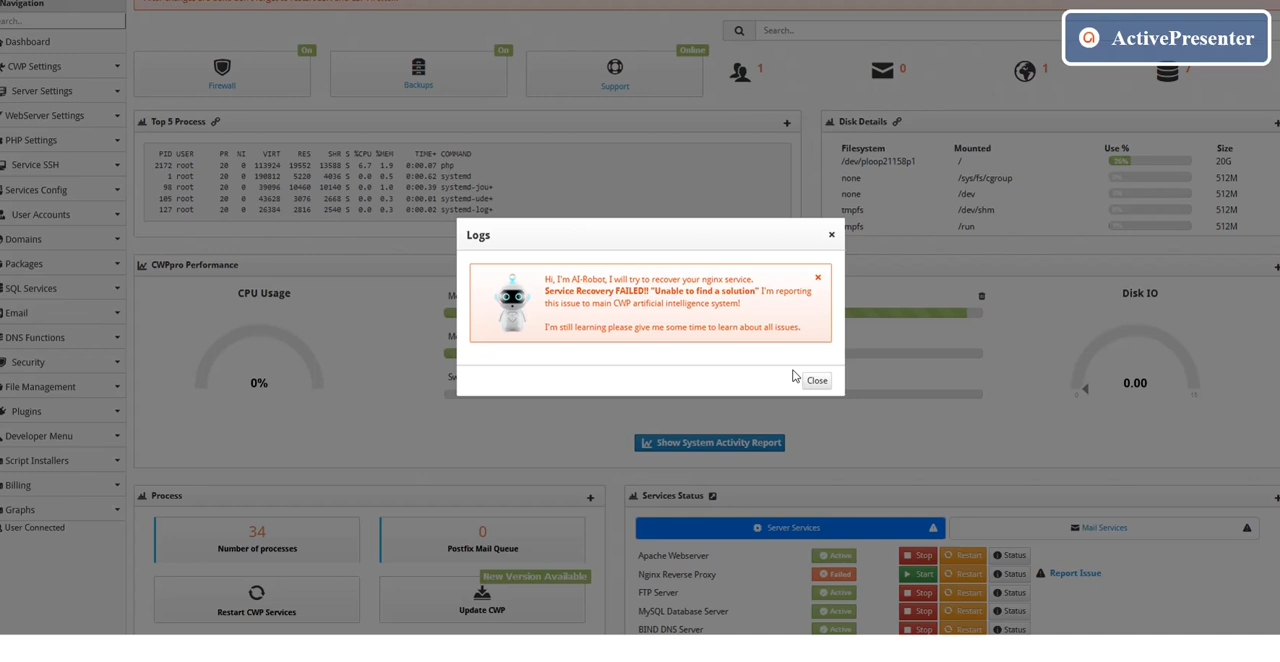 Navigation
ActivePresenter
earch..
Search..
Dashboard
CWP Settings
Server Settings
WebServer Settings
PHP Settings
Service SSH
Services Config
User Accounts
Domains
Packages
SQL Services
Email
DNS Functions
Security
File Management
Plugins
Developer Menu
Script Installers
Billing
Graphs
User Connected
On
Firewall
On
Backups
Online
Support
1
0
1
7
Top 5 Process
PID USER PR NI VIRT RES SHR S %CPU %MEM TIME+ COMMAND
2172 root 20 0 113924 19552 13588 S 6.7 1.9 0:00.07 php
1 root 20 0 190812 5220 4036 S 0.0 0.5 0:00.62 systemd
98 root 20 0 39096 10460 10140 S 0.0 1.0 0:00.39 systemd-jou+
105 root 20 0 43628 3076 2668 S 0.0 0.3 0:00.01 systemd-ude+
127 root 20 0 26384 2816 2540 S 0.0 0.3 0:00.02 systemd-log+
Disk Details
Filesystem Mounted Use % Size
/dev/ploop21158p1 / 26% 20G
none /sys/fs/cgroup 0% 512M
none /dev 0% 512M
tmpfs /dev/shm 0% 512M
mpfs /run 0% 512M
Logs ×
Hi, I'm AI-Robot, I will try to recover your nginx service.
Service Recovery FAILED!! "Unable to find a solution" I'm reporting
this issue to main CWP artificial intelligence system!
I'm still learning please give me some time to learn about all issues.
Close
CWPpro Performance
CPU Usage
0%
Disk IO
0.00
0 15
Show System Activity Report
Process
34
Number of processes
0
Postfix Mail Queue
New Version Available
Restart CWP Services
Update CWP
Services Status
Server Services
Mail Services
Apache Webserver Active Stop Restart Status
Nginx Reverse Proxy Failed Start Restart Status Report Issue
FTP Server Active Stop Restart Status
MySQL Database Server Active Stop Restart Status
BIND DNS Server Active Stop Restart Status